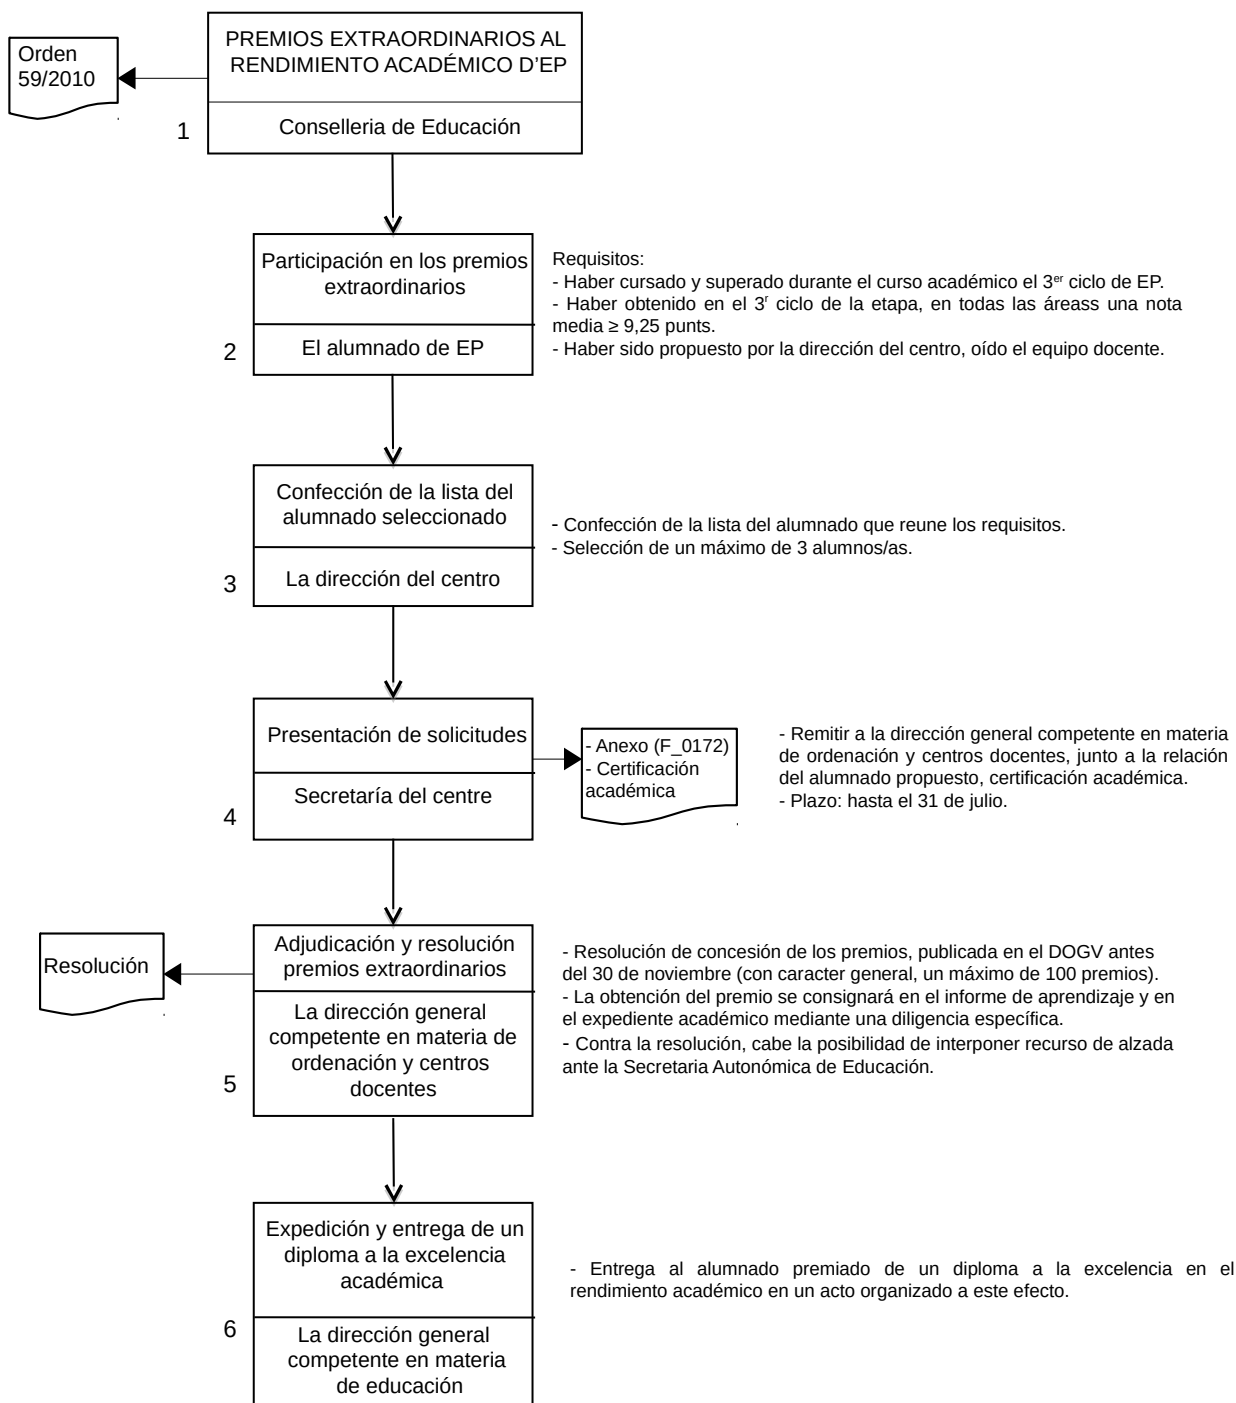 Orden
59/2010
PREMIOS EXTRAORDINARIOS AL
RENDIMIENTO ACADÉMICO D’EP
1
Conselleria de Educación
Participación en los premios
extraordinarios
2
El alumnado de EP
Requisitos:
- Haber cursado y superado durante el curso académico el 3er ciclo de EP.
- Haber obtenido en el 3r ciclo de la etapa, en todas las áreass una nota
media ≥ 9,25 punts.
- Haber sido propuesto por la dirección del centro, oído el equipo docente.
Confección de la lista del
alumnado seleccionado
3
La dirección del centro
- Confección de la lista del alumnado que reune los requisitos.
- Selección de un máximo de 3 alumnos/as.
Presentación de solicitudes
4
Secretaría del centre
- Anexo (F_0172)
- Certificación
académica
- Remitir a la dirección general competente en materia
de ordenación y centros docentes, junto a la relación
del alumnado propuesto, certificación académica.
- Plazo: hasta el 31 de julio.
Resolución
Adjudicación y resolución
premios extraordinarios
5
La dirección general
competente en materia de
ordenación y centros
docentes
- Resolución de concesión de los premios, publicada en el DOGV antes
del 30 de noviembre (con caracter general, un máximo de 100 premios).
- La obtención del premio se consignará en el informe de aprendizaje y en
el expediente académico mediante una diligencia específica.
- Contra la resolución, cabe la posibilidad de interponer recurso de alzada
ante la Secretaria Autonómica de Educación.
Expedición y entrega de un
diploma a la excelencia
académica
6
La dirección general
competente en materia
de educación
- Entrega al alumnado premiado de un diploma a la excelencia en el
rendimiento académico en un acto organizado a este efecto.